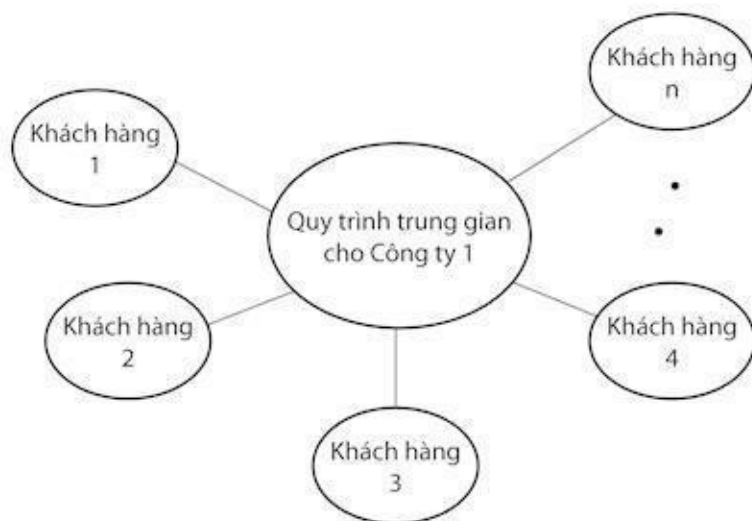 Khách hàng
n
Khách hàng
1
Quy trình trung gian
cho Công ty 1
Khách hàng
2
Khách hàng
4
Khách hàng
3